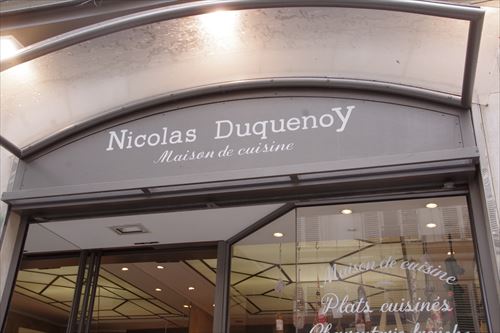 Nicolas Duquenoy
Maison de cuisine
Maison de cuisine
Plats cuisinés